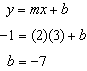 y = mx + b
−1 = (2)(3) + b
b = −7